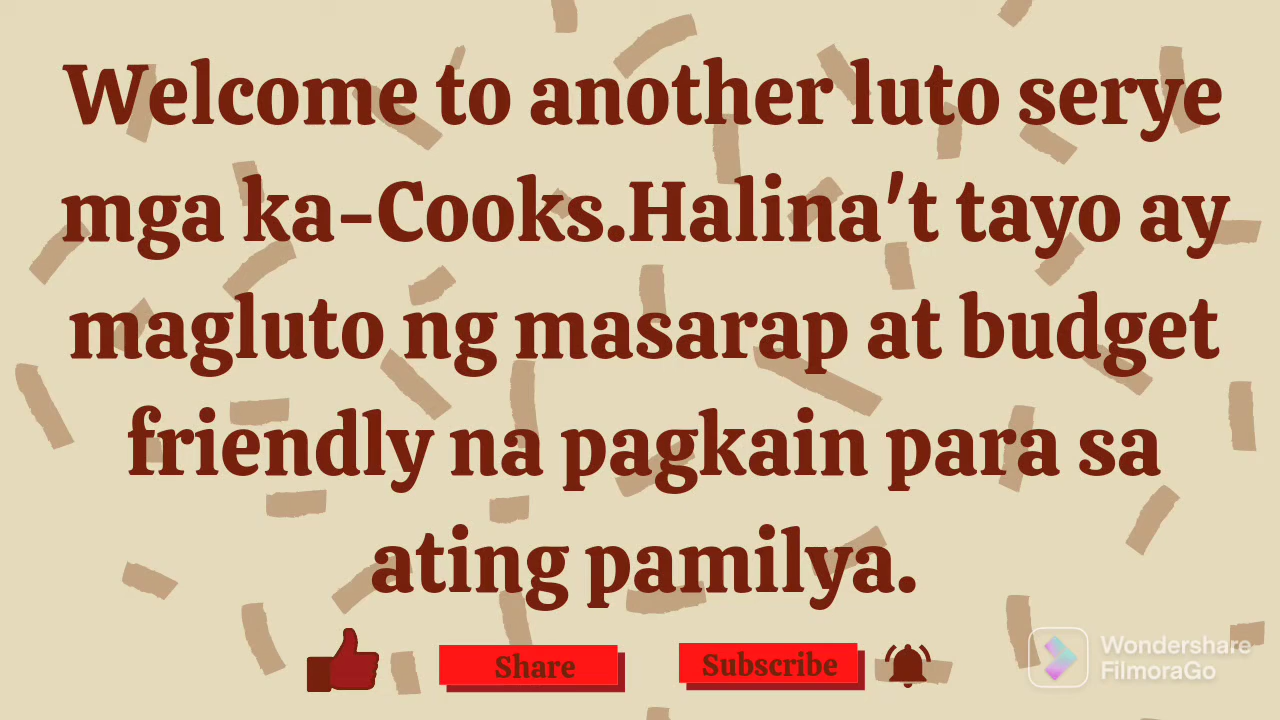 Welcome to another luto serye
mga ka-Cooks.Halina't tayo ay
magluto ng masarap at budget
friendly na pagkain para sa
ating pamilya.
Share
Subscribe
Wondershare
FilmoraGo